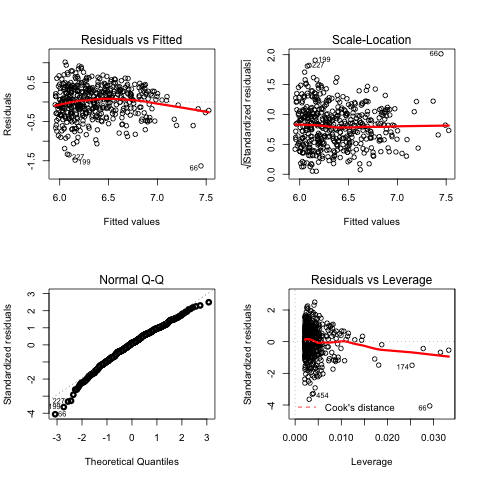 Residuals vs Fitted
Residuals
0.5
-0.5
-1.5
227
199
66
6.0 6.5 7.0 7.5
Fitted values
Scale-Location
√|Standardized residuals|
2.0
1.5
1.0
0.5
0.0
66
199
227
6.0 6.5 7.0 7.5
Fitted values
Normal Q-Q
Standardized residuals
3
2
0
-2
-4
227
199
66
-3 -2 -1 0 1 2 3
Theoretical Quantiles
Residuals vs Leverage
Standardized residuals
2
0
-2
-4
174
454
66
Cook's distance
0.000 0.010 0.020 0.030
Leverage